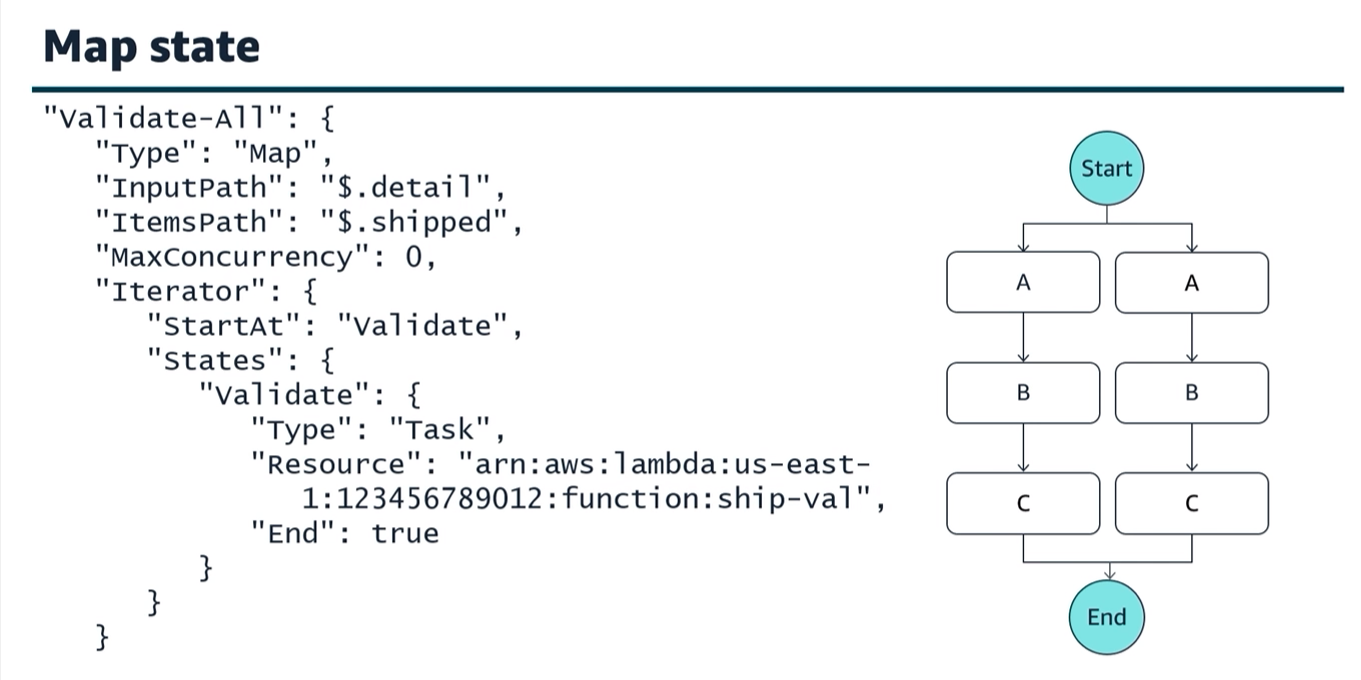 Map state
"Validate-All": {
"Type": "Map",
"InputPath": "$.detail",
"ItemsPath": "$.shipped",
"MaxConcurrency": 0,
"Iterator": {
"StartAt": "Validate",
"States": {
"Validate": {
"Type": "Task",
"Resource": "arn:aws:lambda:us-east-
1:123456789012:function:ship-val",
"End": true
}
}
}
Start
A A
B B
C C
End